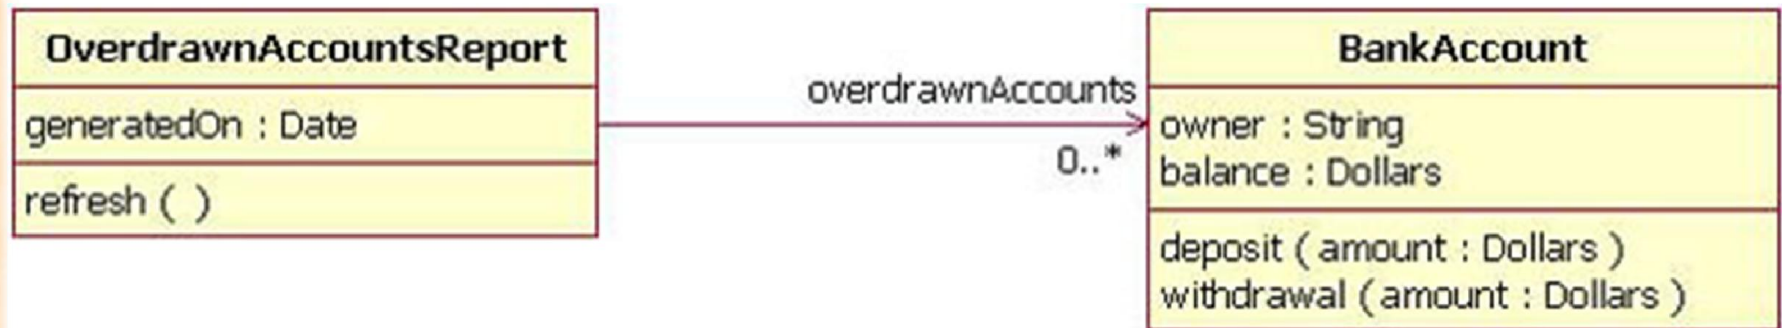 OverdrawnAccountsReport
generatedOn : Date
refresh ( )
overdrawnAccounts
0..*
BankAccount
owner : String
balance : Dollars
deposit ( amount : Dollars )
withdrawal ( amount : Dollars )